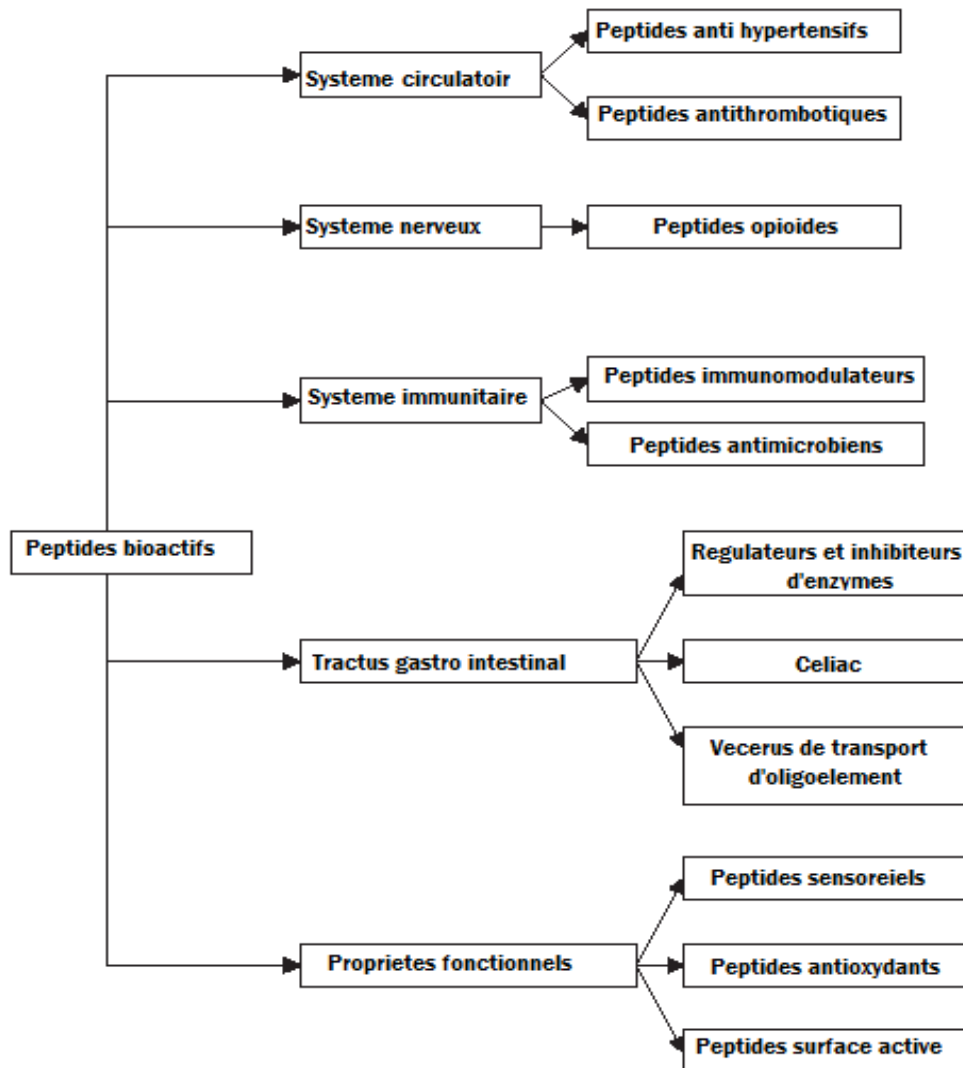 Peptides anti hypertensifs
Systeme circulatoir
Peptides antithrombotiques
Systeme nerveux
Peptides opioides
Peptides immunomodulateurs
Systeme immunitaire
Peptides antimicrobiens
Peptides bioactifs
Regulateurs et inhibiteurs
d'enzymes
Tractus gastro intestinal
Celiac
Vecerus de transport
d'oligoelement
Peptides sensoreiels
Proprietes fonctionnels
Peptides antioxydants
Peptides surface active